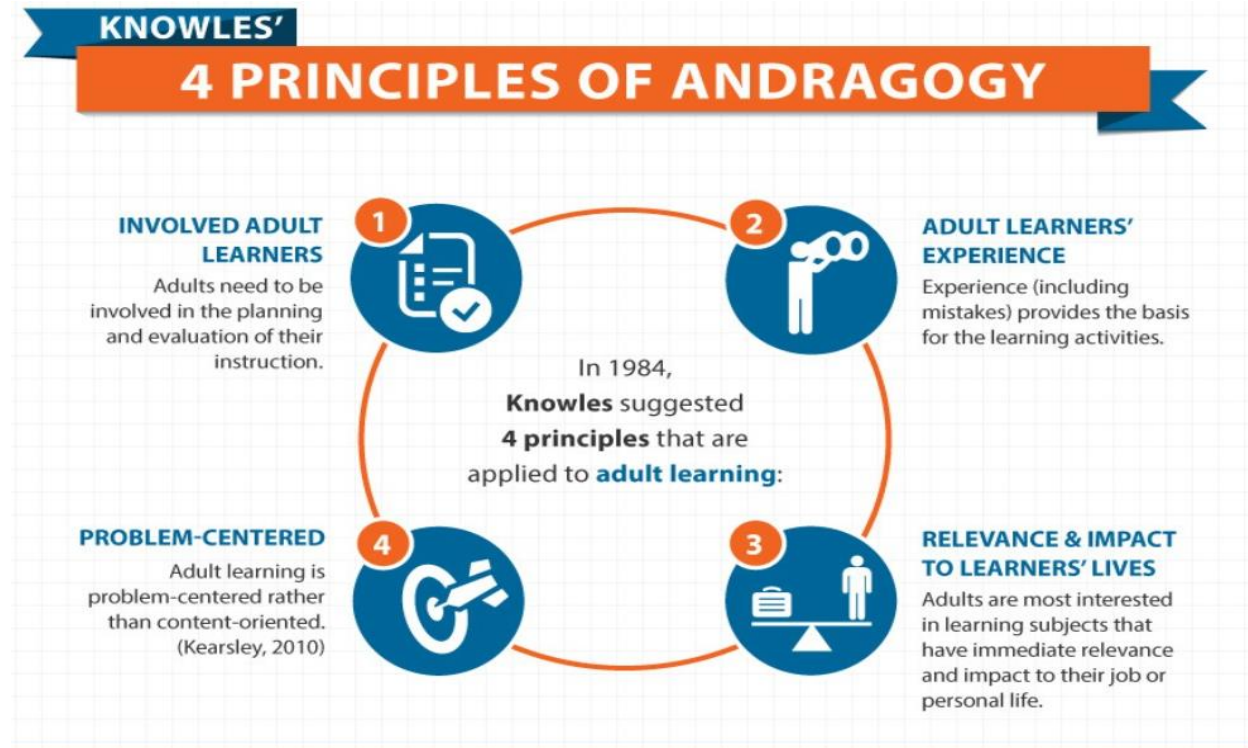 KNOWLES’
4 PRINCIPLES OF ANDRAGOGY
1
INVOLVED ADULT
LEARNERS
Adults need to be
involved in the planning
and evaluation of their
instruction.
2
ADULT LEARNERS’
EXPERIENCE
Experience (including
mistakes) provides the basis
for the learning activities.
In 1984,
Knowles suggested
4 principles that are
applied to adult learning:
3
RELEVANCE & IMPACT
TO LEARNERS’ LIVES
Adults are most interested
in learning subjects that
have immediate relevance
and impact to their job or
personal life.
4
PROBLEM-CENTERED
Adult learning is
problem-centered rather
than content-oriented.
(Kearsley, 2010)